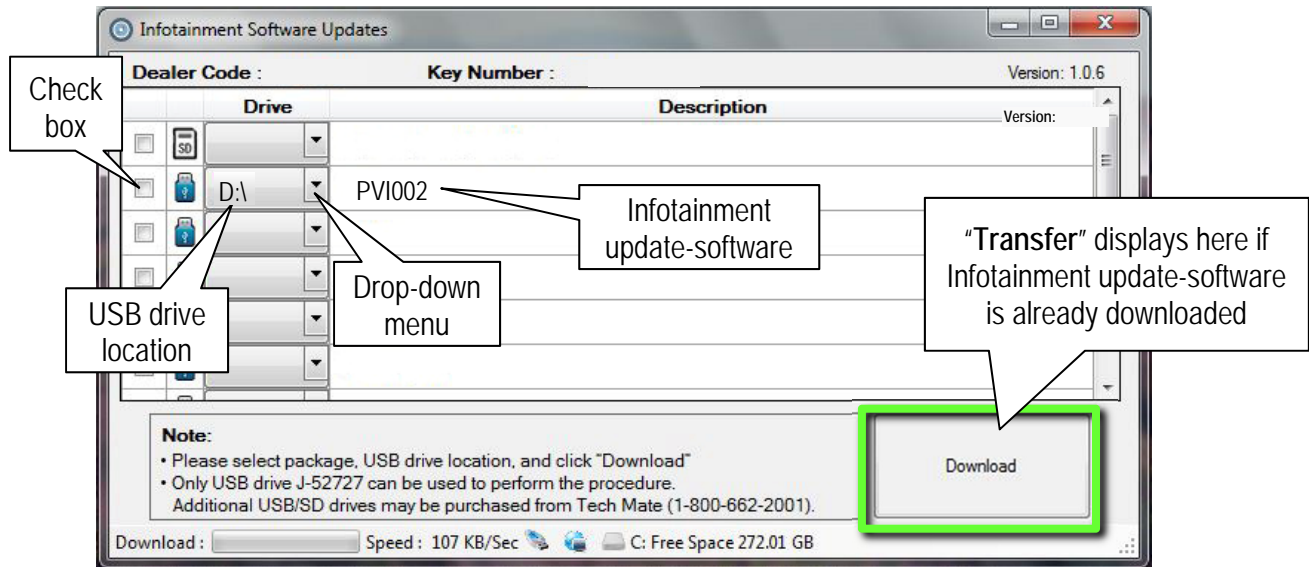 Infotainment Software Updates
Dealer Code :
Key Number :
Version: 1.0.6
Check
box
Drive
Description
Version:
SD
D:\
PVI002
Infotainment
update-software
"Transfer" displays here if
Infotainment update-software
is already downloaded
USB drive
location
Drop-down
menu
Note:
• Please select package, USB drive location, and click "Download"
• Only USB drive J-52727 can be used to perform the procedure.
Additional USB/SD drives may be purchased from Tech Mate (1-800-662-2001).
Download
Download :
Speed : 107 KB/Sec
C: Free Space 272.01 GB